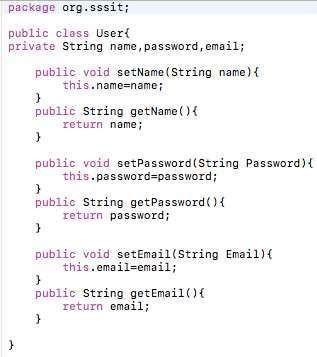 package org.sssit;
public class User{
private String name,password,email;
public void setName(String name){
this.name=name;
}
public String getName(){
return name;
}
public void setPassword(String Password){
this.password=password;
}
public String getPassword(){
return password;
}
public void setEmail(String Email){
this.email=email;
}
public String getEmail(){
return email;
}
}